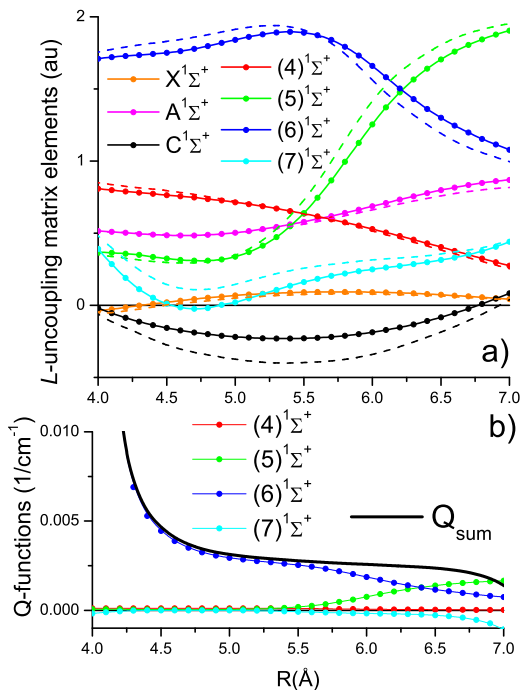 2
1
0
L-uncoupling matrix elements (au)
X¹Σ⁺
A¹Σ⁺
C¹Σ⁺
(4)¹Σ⁺
(5)¹Σ⁺
(6)¹Σ⁺
(7)¹Σ⁺
a)
4.0 4.5 5.0 5.5 6.0 6.5 7.0
b)
0.010
0.005
0.000
Q-functions (1/cm⁻¹)
(4)¹Σ⁺
(5)¹Σ⁺
(6)¹Σ⁺
(7)¹Σ⁺
Qsum
4.0 4.5 5.0 5.5 6.0 6.5 7.0
R(Å)